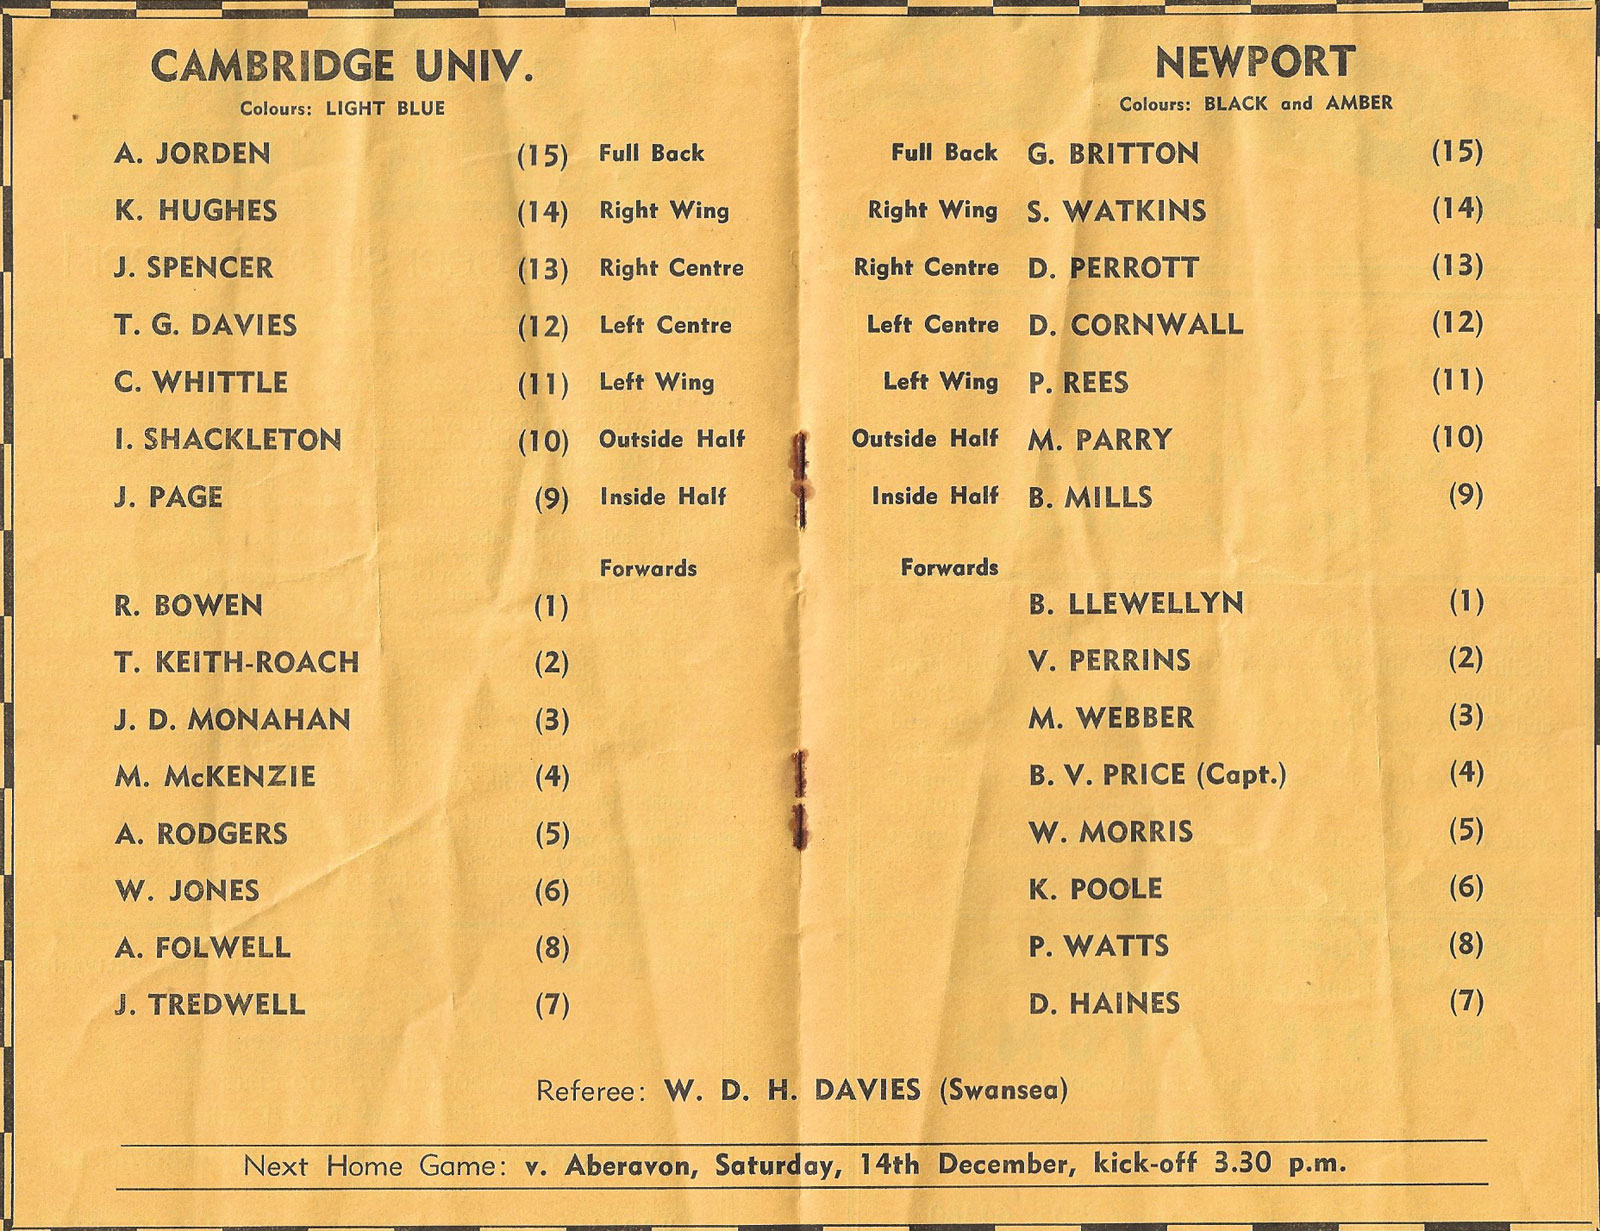 CAMBRIDGE UNIV.
Colours: LIGHT BLUE
A. JORDEN (15) Full Back
K. HUGHES (14) Right Wing
J. SPENCER (13) Right Centre
T. G. DAVIES (12) Left Centre
C. WHITTLE (11) Left Wing
I. SHACKLETON (10) Outside Half
J. PAGE (9) Inside Half
Forwards
R. BOWEN (1)
T. KEITH-ROACH (2)
J. D. MONAHAN (3)
M. McKENZIE (4)
A. RODGERS (5)
W. JONES (6)
A. FOLWELL (8)
J. TREDWELL (7)
NEWPORT
Colours: BLACK and AMBER
Full Back G. BRITTON (15)
Right Wing S. WATKINS (14)
Right Centre D. PERROTT (13)
Left Centre D. CORNWALL (12)
Left Wing P. REES (11)
Outside Half M. PARRY (10)
Inside Half B. MILLS (9)
Forwards
B. LLEWELLYN (1)
V. PERRINS (2)
M. WEBBER (3)
B. V. PRICE (Capt.) (4)
W. MORRIS (5)
K. POOLE (6)
P. WATTS (8)
D. HAINES (7)
Referee: W. D. H. DAVIES (Swansea)
Next Home Game: v. Aberavon, Saturday, 14th December, kick-off 3.30 p.m.